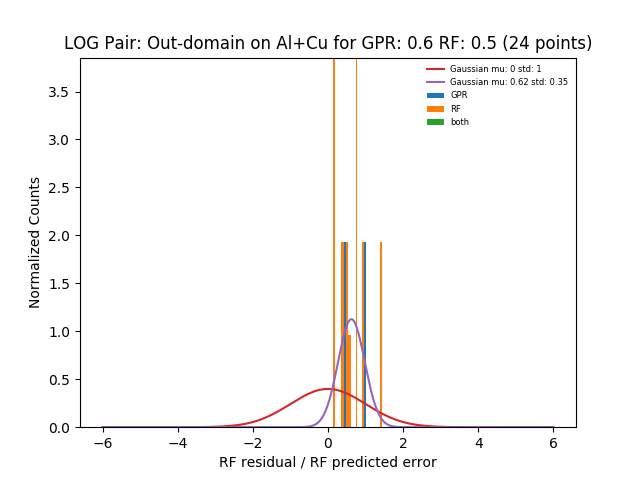 LOG Pair: Out-domain on Al+Cu for GPR: 0.6 RF: 0.5 (24 points)
Gaussian mu: 0 std: 1
Gaussian mu: 0.62 std: 0.35
GPR
RF
both
Normalized Counts
3.5
3.0
2.5
2.0
1.5
1.0
0.5
0.0
−6
−4
−2
0
2
4
6
RF residual / RF predicted error